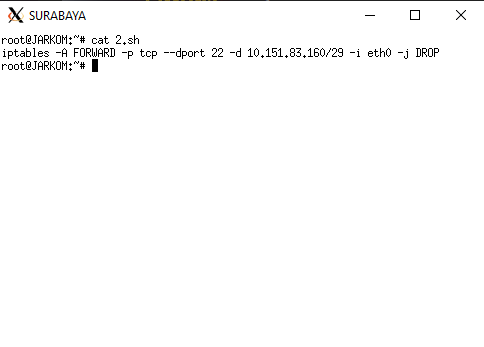 SURABAYA
root@JARKOM:~# cat 2.sh
iptables -A FORWARD -p tcp --dport 22 -d 10.151.83.160/29 -i eth0 -j DROP
root@JARKOM:~#